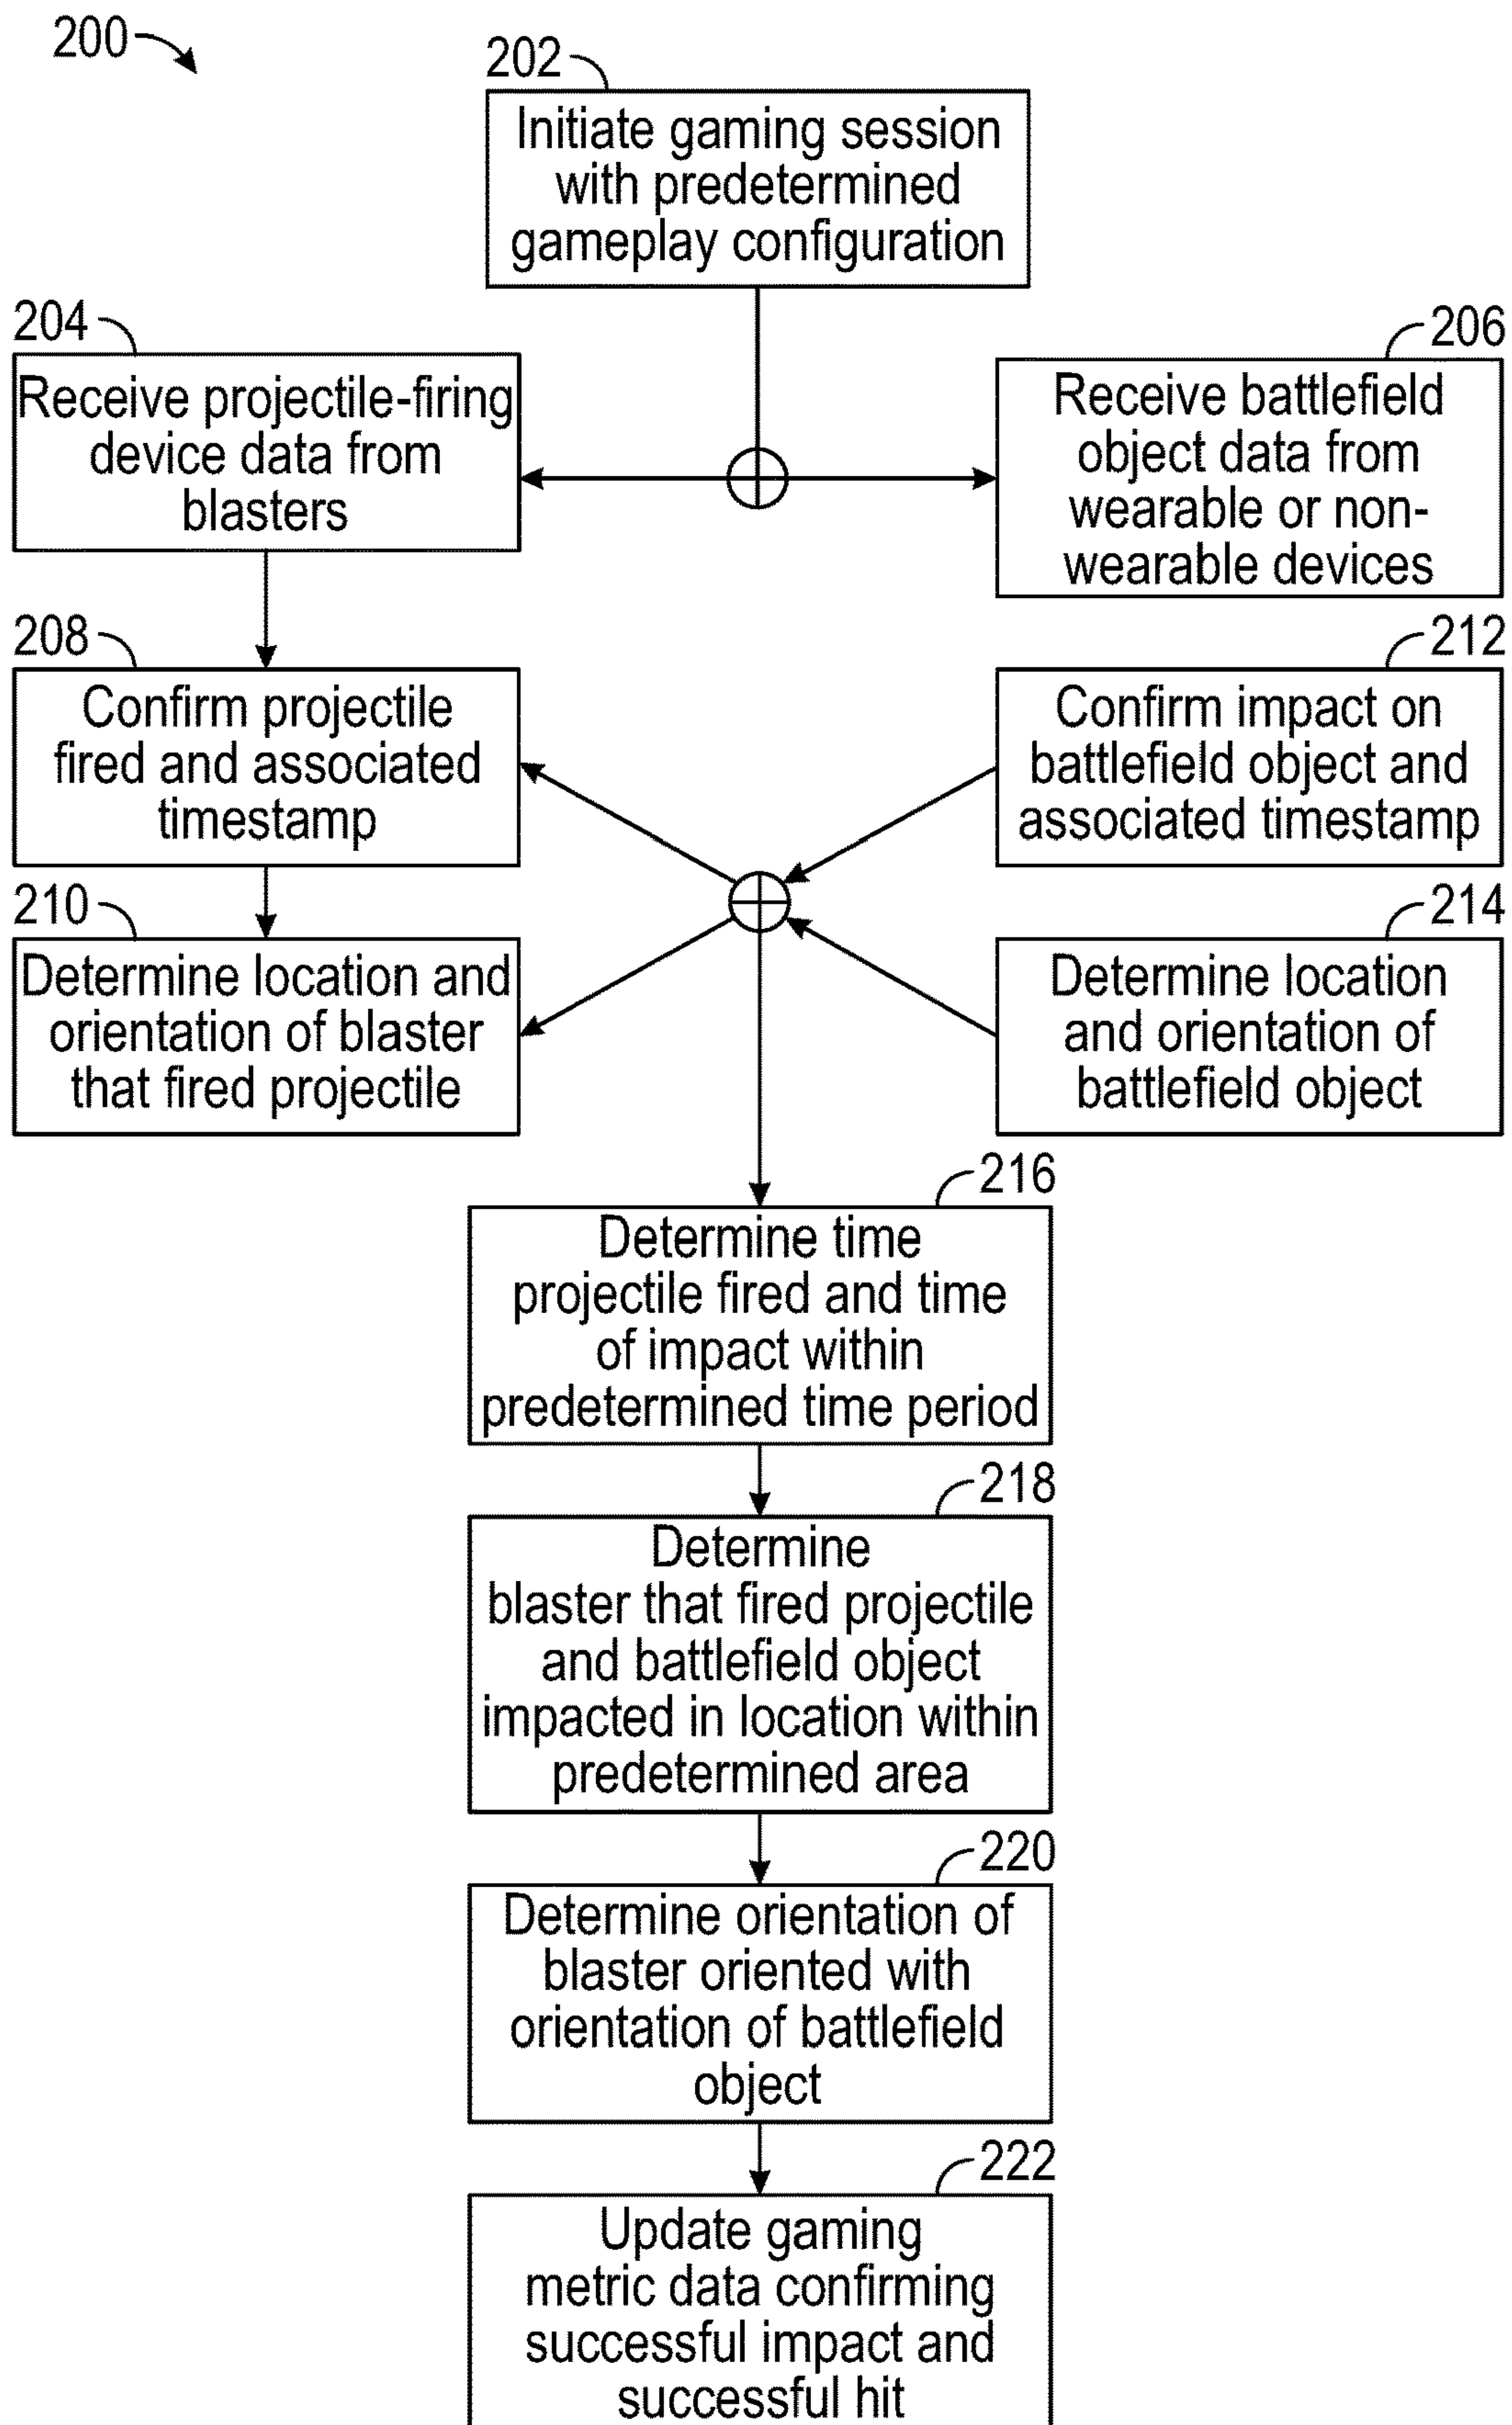 200
202
Initiate gaming session
with predetermined
gameplay configuration
204
Receive projectile-firing
device data from
blasters
206
Receive battlefield
object data from
wearable or non-
wearable devices
208
Confirm projectile
fired and associated
timestamp
212
Confirm impact on
battlefield object and
associated timestamp
210
Determine location and
orientation of blaster
that fired projectile
214
Determine location
and orientation of
battlefield object
216
Determine time
projectile fired and time
of impact within
predetermined time period
218
Determine
blaster that fired projectile
and battlefield object
impacted in location within
predetermined area
220
Determine orientation of
blaster oriented with
orientation of battlefield
object
222
Update gaming
metric data confirming
successful impact and
successful hit